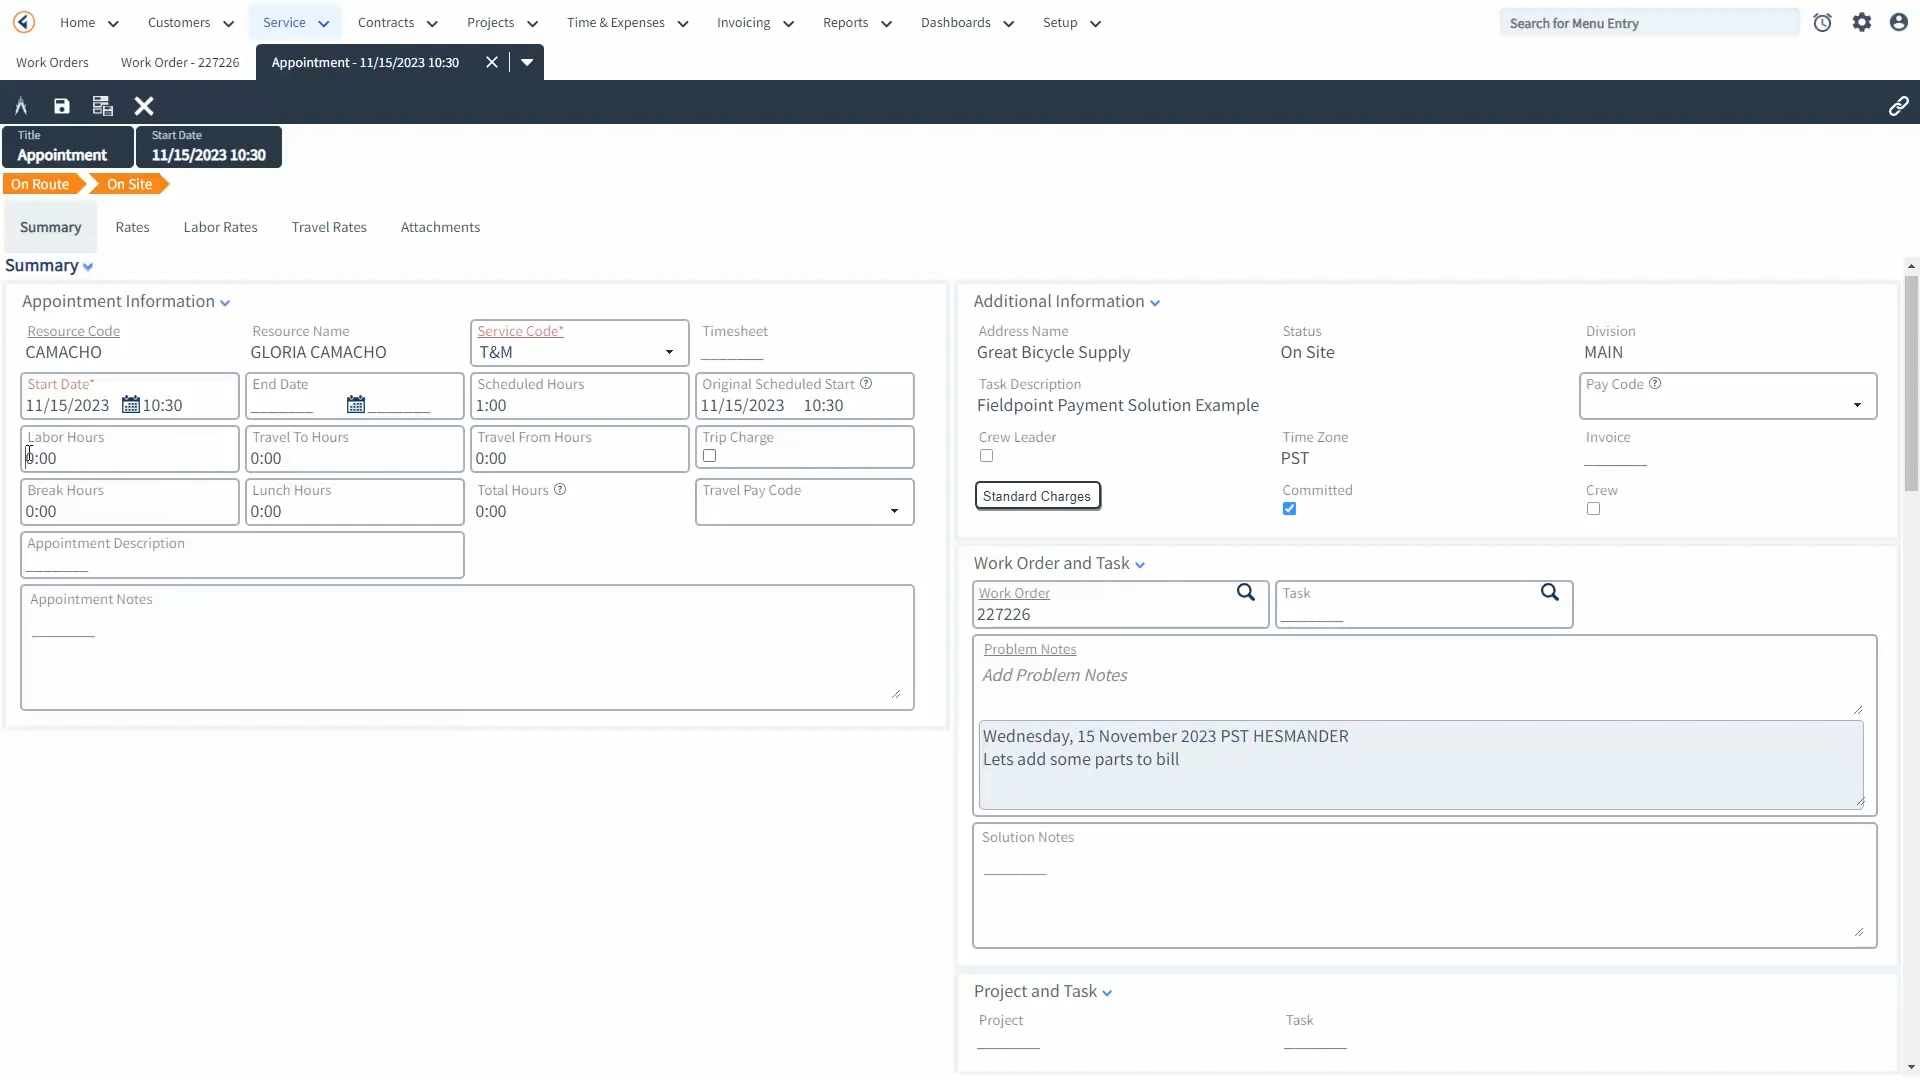 Home Customers Service Contracts Projects Time & Expenses Invoicing Reports Dashboards Setup Search for Menu Entry
Work Orders Work Order - 227226 Appointment - 11/15/2023 10:30
Title Start Date
Appointment 11/15/2023 10:30
On Route On Site
Summary Rates Labor Rates Travel Rates Attachments
Summary
Appointment Information
Resource Code Resource Name Service Code* Timesheet
CAMACHO GLORIA CAMACHO T&M
Start Date* End Date Scheduled Hours Original Scheduled Start
11/15/2023 10:30 1:00 11/15/2023 10:30
Labor Hours Travel To Hours Travel From Hours Trip Charge
0:00 0:00 0:00
Break Hours Lunch Hours Total Hours Travel Pay Code
0:00 0:00 0:00
Appointment Description
Appointment Notes
Additional Information
Address Name Status Division
Great Bicycle Supply On Site MAIN
Task Description Pay Code
Fieldpoint Payment Solution Example
Crew Leader Time Zone Invoice
PST
Standard Charges Committed Crew
Work Order and Task
Work Order Task
227226
Problem Notes
Add Problem Notes
Wednesday, 15 November 2023 PST HESMANDER
Lets add some parts to bill
Solution Notes
Project and Task
Project Task